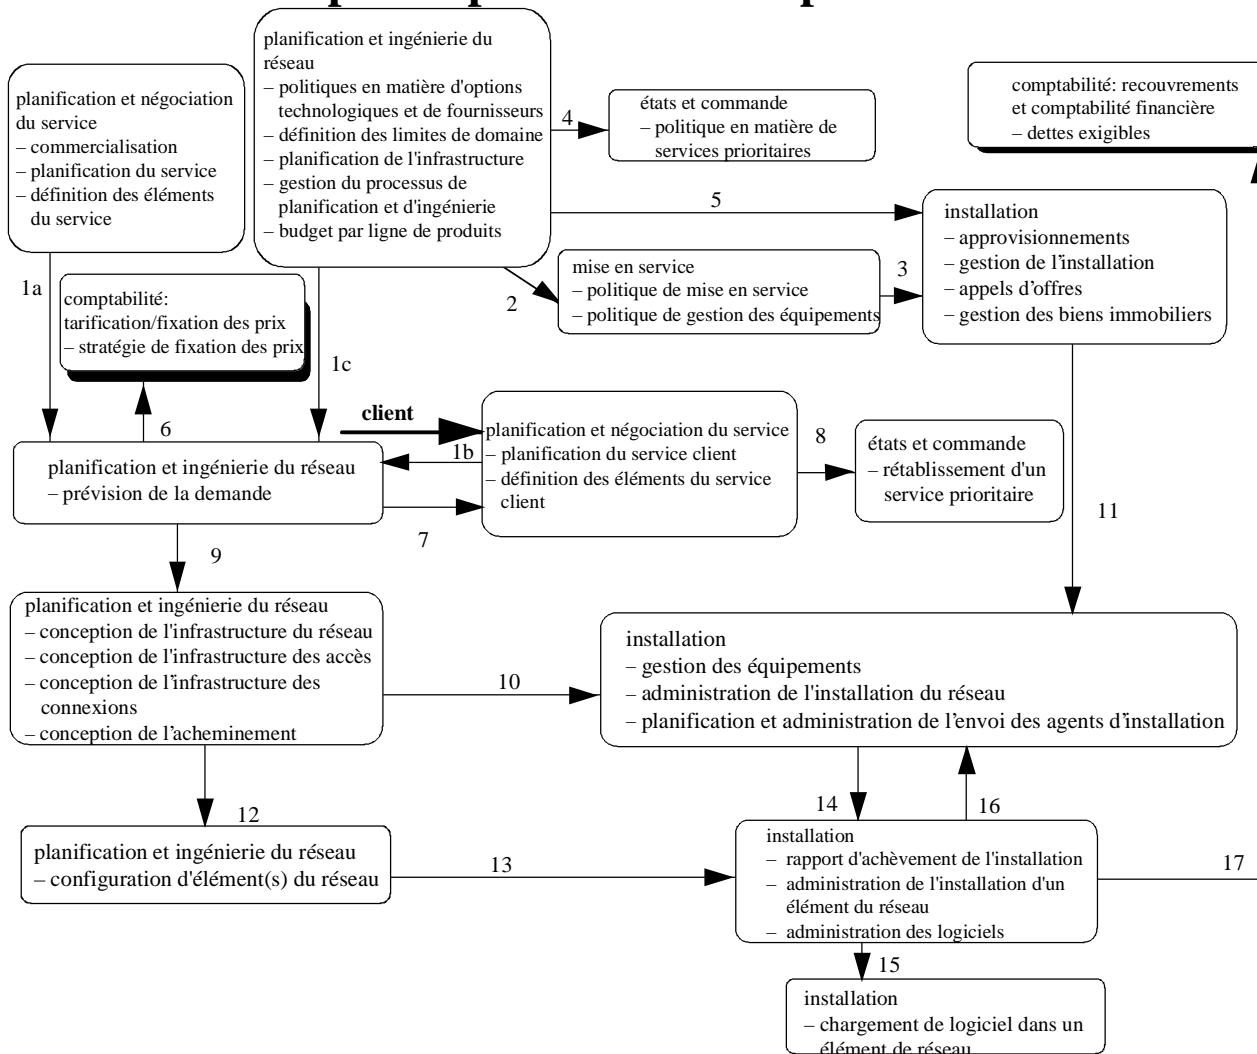 planification et ingénierie du
réseau
– politiques en matière d'options
technologiques et de fournisseurs
– définition des limites de domaine
– planification de l'infrastructure
– gestion du processus de
planification et d'ingénierie
– budget par ligne de produits
planification et négociation
du service
– commercialisation
– planification du service
– définition des éléments
du service
4
états et commande
– politique en matière de
services prioritaires
comptabilité: recouvrements
et comptabilité financière
– dettes exigibles
5
installation
– approvisionnements
– gestion de l'installation
– appels d'offres
– gestion des biens immobiliers
1a
comptabilité:
tarification/fixation des prix
– stratégie de fixation des prix
2
mise en service
– politique de mise en service
– politique de gestion des équipements
3
1c
6
client
1b
planification et ingénierie du réseau
– prévision de la demande
7
planification et négociation du service
– planification du service client
– définition des éléments du service
client
8
états et commande
– rétablissement d'un
service prioritaire
11
9
planification et ingénierie du réseau
– conception de l'infrastructure du réseau
– conception de l'infrastructure des accès
– conception de l'infrastructure des
connexions
– conception de l'acheminement
10
installation
– gestion des équipements
– administration de l'installation du réseau
– planification et administration de l'envoi des agents d'installation
12
14
16
planification et ingénierie du réseau
– configuration d'élément(s) du réseau
13
installation
– rapport d'achèvement de l'installation
– administration de l'installation d'un
élément du réseau
– administration des logiciels
17
15
installation
– chargement de logiciel dans un
élément de réseau